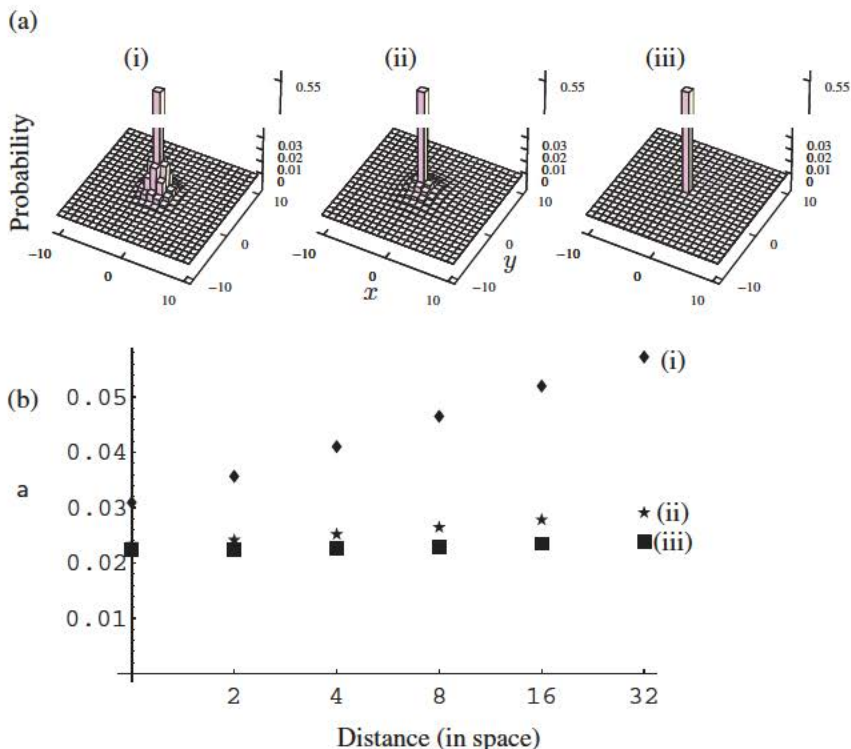 (a)
(i) (ii) (iii)
Probability
0.55 0.55 0.55
0.03 0.03 0.03
0.02 0.02 0.02
0.01 0.01 0.01
0 0 0
10 10 10
0 0 0
-10 -10 -10
0 0 0
10 10 10
-10 -10 -10
x
y
(b)
a
0.05
0.04
0.03
0.02
0.01
(i)
(ii)
(iii)
2 4 8 16 32
Distance (in space)